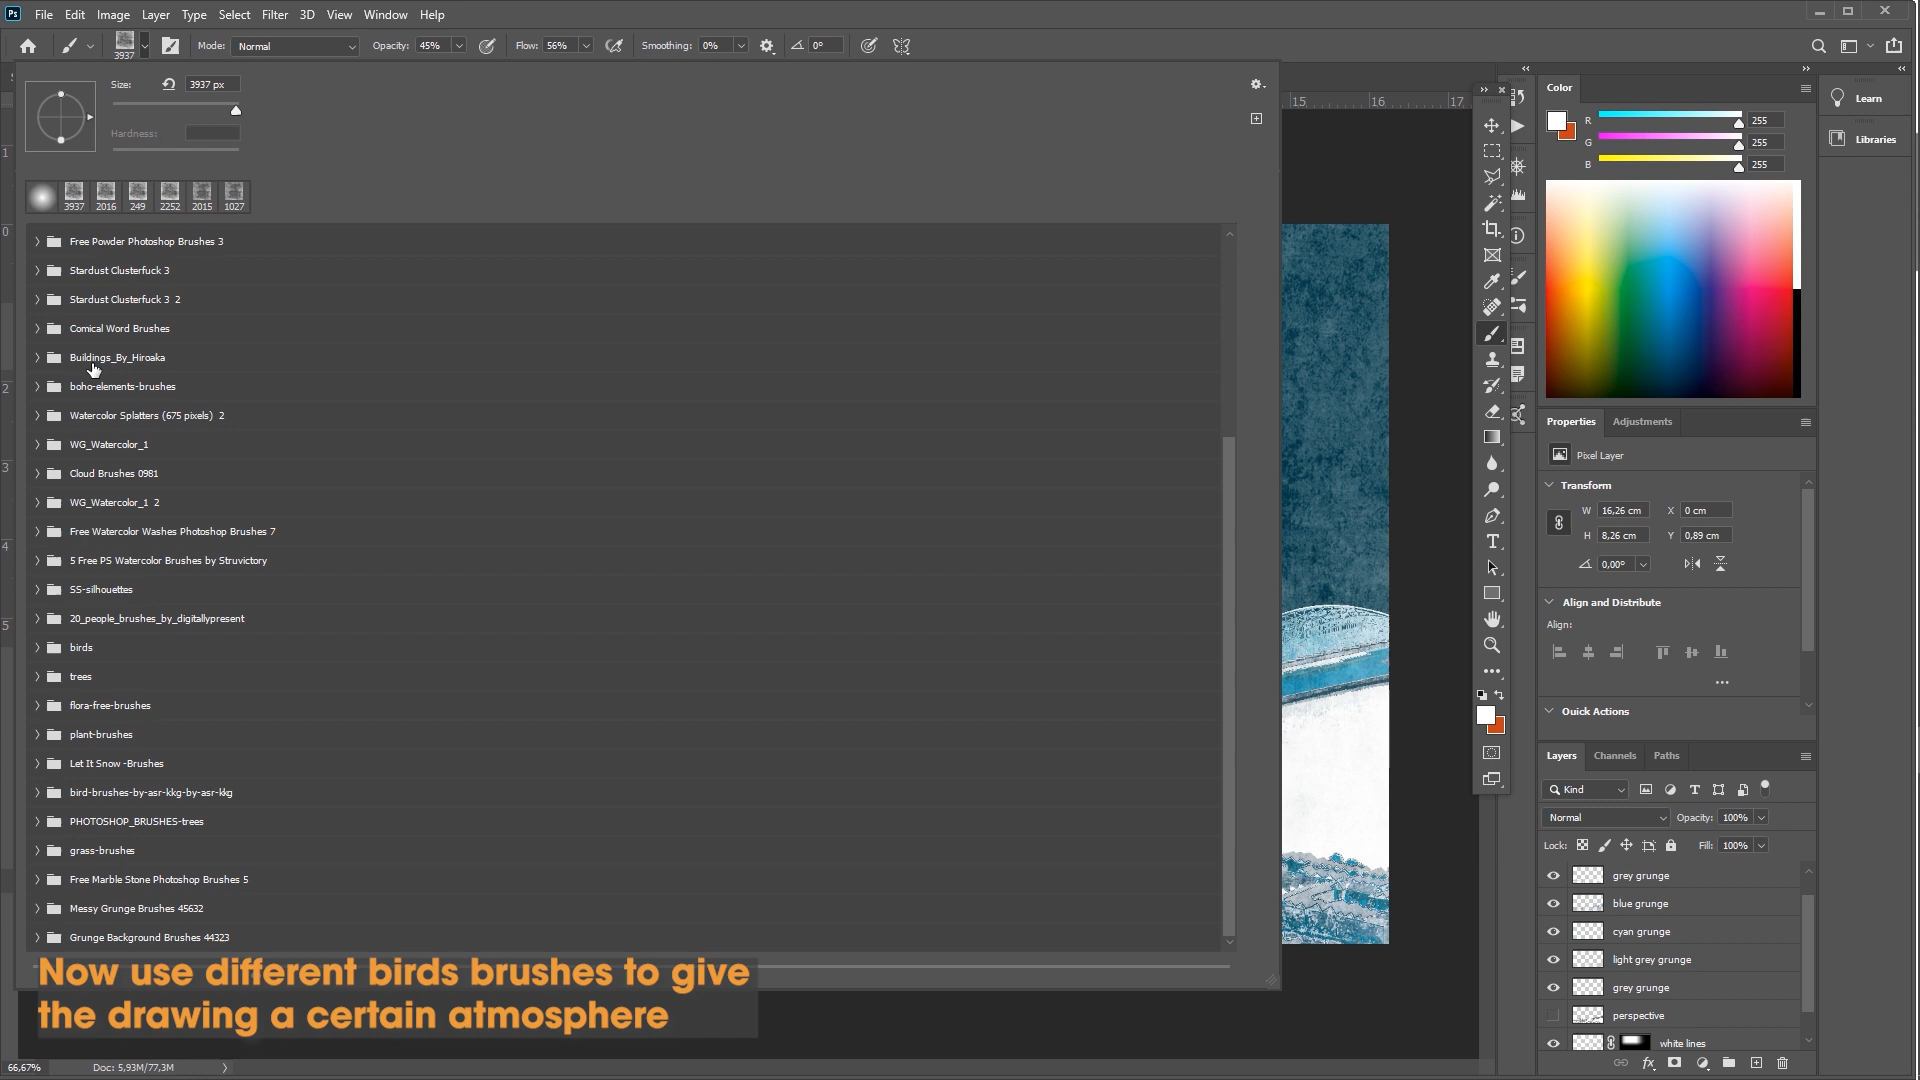 File Edit Image Layer Type Select Filter 3D View Window Help
3937 Mode: Normal Opacity: 45% Flow: 56% Smoothing: 0% 0°
Size: 3937 px
Hardness:
3937 2016 249 2252 2015 1027
Free Powder Photoshop Brushes 3
Stardust Clusterfuck 3
Stardust Clusterfuck 3 2
Comical Word Brushes
Buildings_By_Hiroaka
boho-elements-brushes
Watercolor Splatters (675 pixels) 2
WG_Watercolor_1
Cloud Brushes 0981
WG_Watercolor_1 2
Free Watercolor Washes Photoshop Brushes 7
5 Free PS Watercolor Brushes by Struvictory
SS-silhouettes
20_people_brushes_by_digitallypresent
birds
trees
flora-free-brushes
plant-brushes
Let It Snow -Brushes
bird-brushes-by-asr-kkg-by-asr-kkg
PHOTOSHOP_BRUSHES-trees
grass-brushes
Free Marble Stone Photoshop Brushes 5
Messy Grunge Brushes 45632
Grunge Background Brushes 44323
Now use different birds brushes to give
the drawing a certain atmosphere
66,67% Doc: 5,93M/77,3M
15 16 17
1
0
1
2
3
4
5
Color
R 255
G 255
B 255
Learn
Libraries
Properties Adjustments
Pixel Layer
Transform
W 16,26 cm X 0 cm
H 8,26 cm Y 0,89 cm
0,00°
Align and Distribute
Align:
Quick Actions
Layers Channels Paths
Kind
Normal Opacity: 100%
Lock: Fill: 100%
grey grunge
blue grunge
cyan grunge
light grey grunge
grey grunge
perspective
white lines